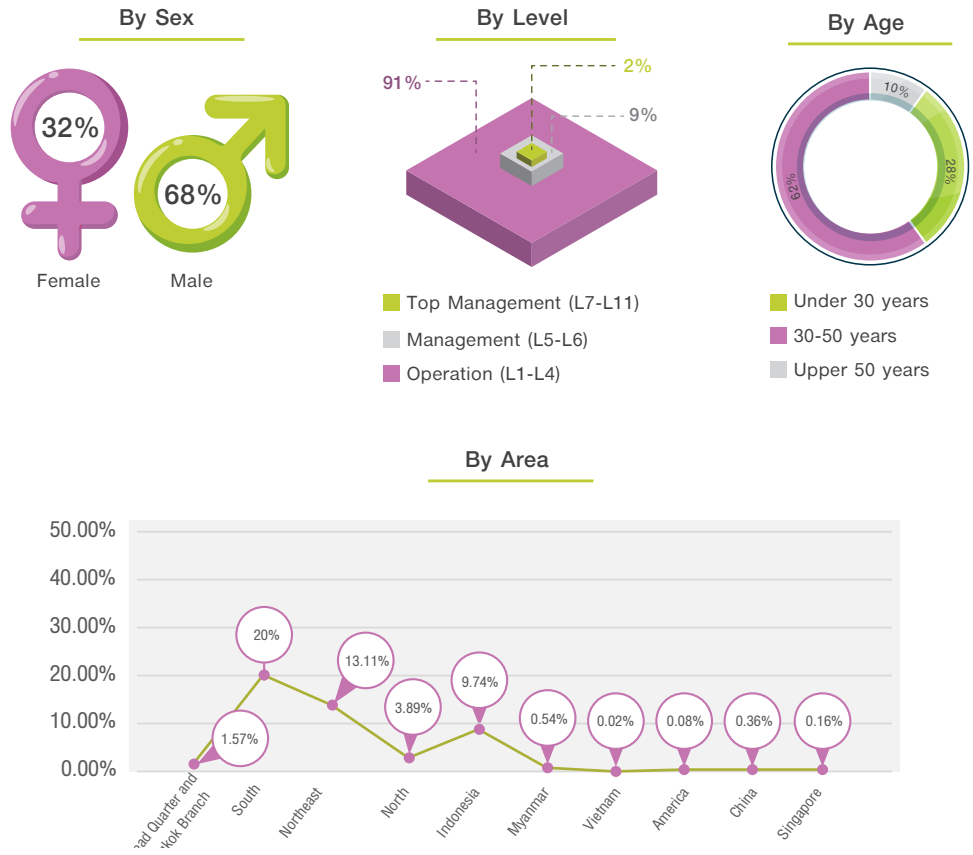 By Sex
32%
68%
Female
Male
By Level
2%
91%
9%
Top Management (L7-L11)
Management (L5-L6)
Operation (L1-L4)
By Age
10%
28%
62%
Under 30 years
30-50 years
Upper 50 years
By Area
50.00%
40.00%
30.00%
20.00%
10.00%
0.00%
1.57%
20%
13.11%
3.89%
9.74%
0.54%
0.02%
0.08%
0.36%
0.16%
Quarter and
Branch
South
Northeast
North
Indonesia
Myanmar
Vietnam
America
China
Singapore